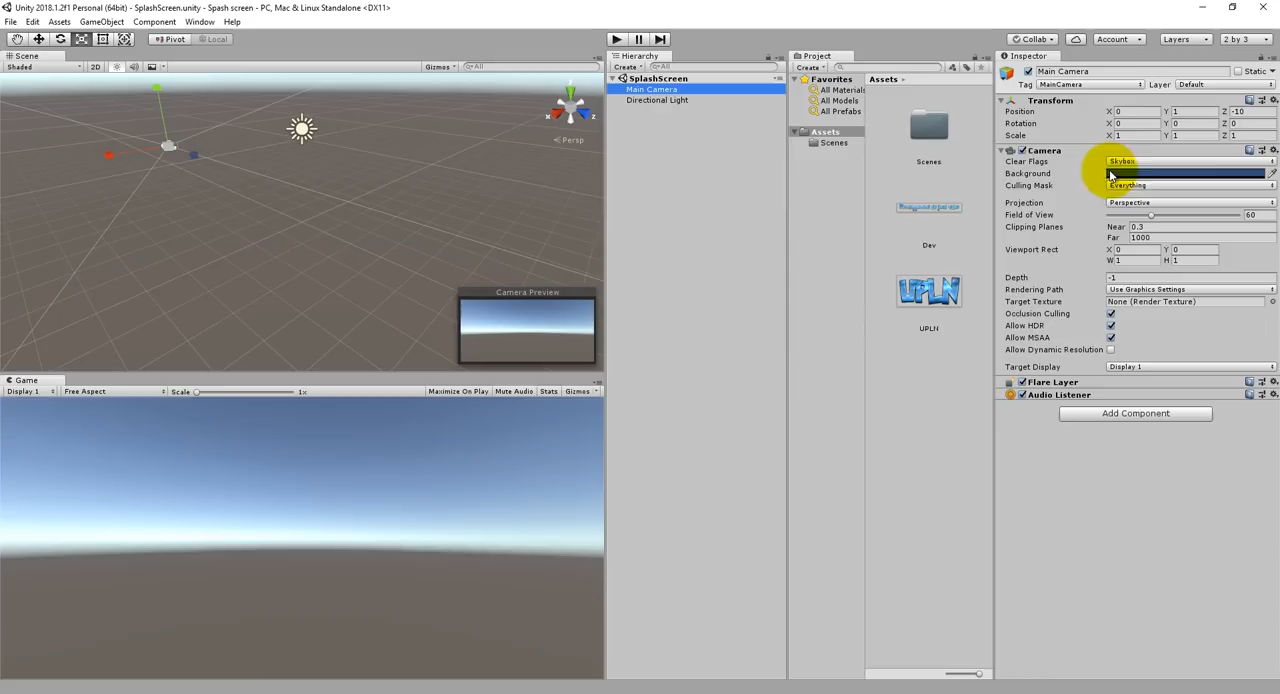 Unity 2018.1.2f1 Personal (64bit) - SplashScreen.unity - Spash screen - PC, Mac & Linux Standalone <DX11>
File Edit Assets GameObject Component Window Help
Pivot Local
Collab Account Layers 2 by 3
Scene
Shaded 2D Gizmos All
Persp
Camera Preview
Game
Display 1 Free Aspect Scale 1x Maximize On Play Mute Audio Stats Gizmos
Hierarchy
Create All
SplashScreen
Main Camera
Directional Light
Project
Create
Favorites
All Materials
All Models
All Prefabs
Assets
Scenes
Assets
Scenes
Dev
UPLN
UPLN
Inspector
Main Camera Static
Tag MainCamera Layer Default
Transform
Position X 0 Y 1 Z -10
Rotation X 0 Y 0 Z 0
Scale X 1 Y 1 Z 1
Camera
Clear Flags Skybox
Background
Culling Mask Everything
Projection Perspective
Field of View 60
Clipping Planes Near 0.3
Far 1000
Viewport Rect X 0 Y 0
W 1 H 1
Depth -1
Rendering Path Use Graphics Settings
Target Texture None (Render Texture)
Occlusion Culling
Allow HDR
Allow MSAA
Allow Dynamic Resolution
Target Display Display 1
Flare Layer
Audio Listener
Add Component